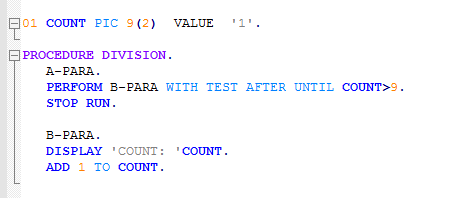 01 COUNT PIC 9(2) VALUE '1'.
PROCEDURE DIVISION.
A-PARA.
PERFORM B-PARA WITH TEST AFTER UNTIL COUNT>9.
STOP RUN.
B-PARA.
DISPLAY 'COUNT: 'COUNT.
ADD 1 TO COUNT.